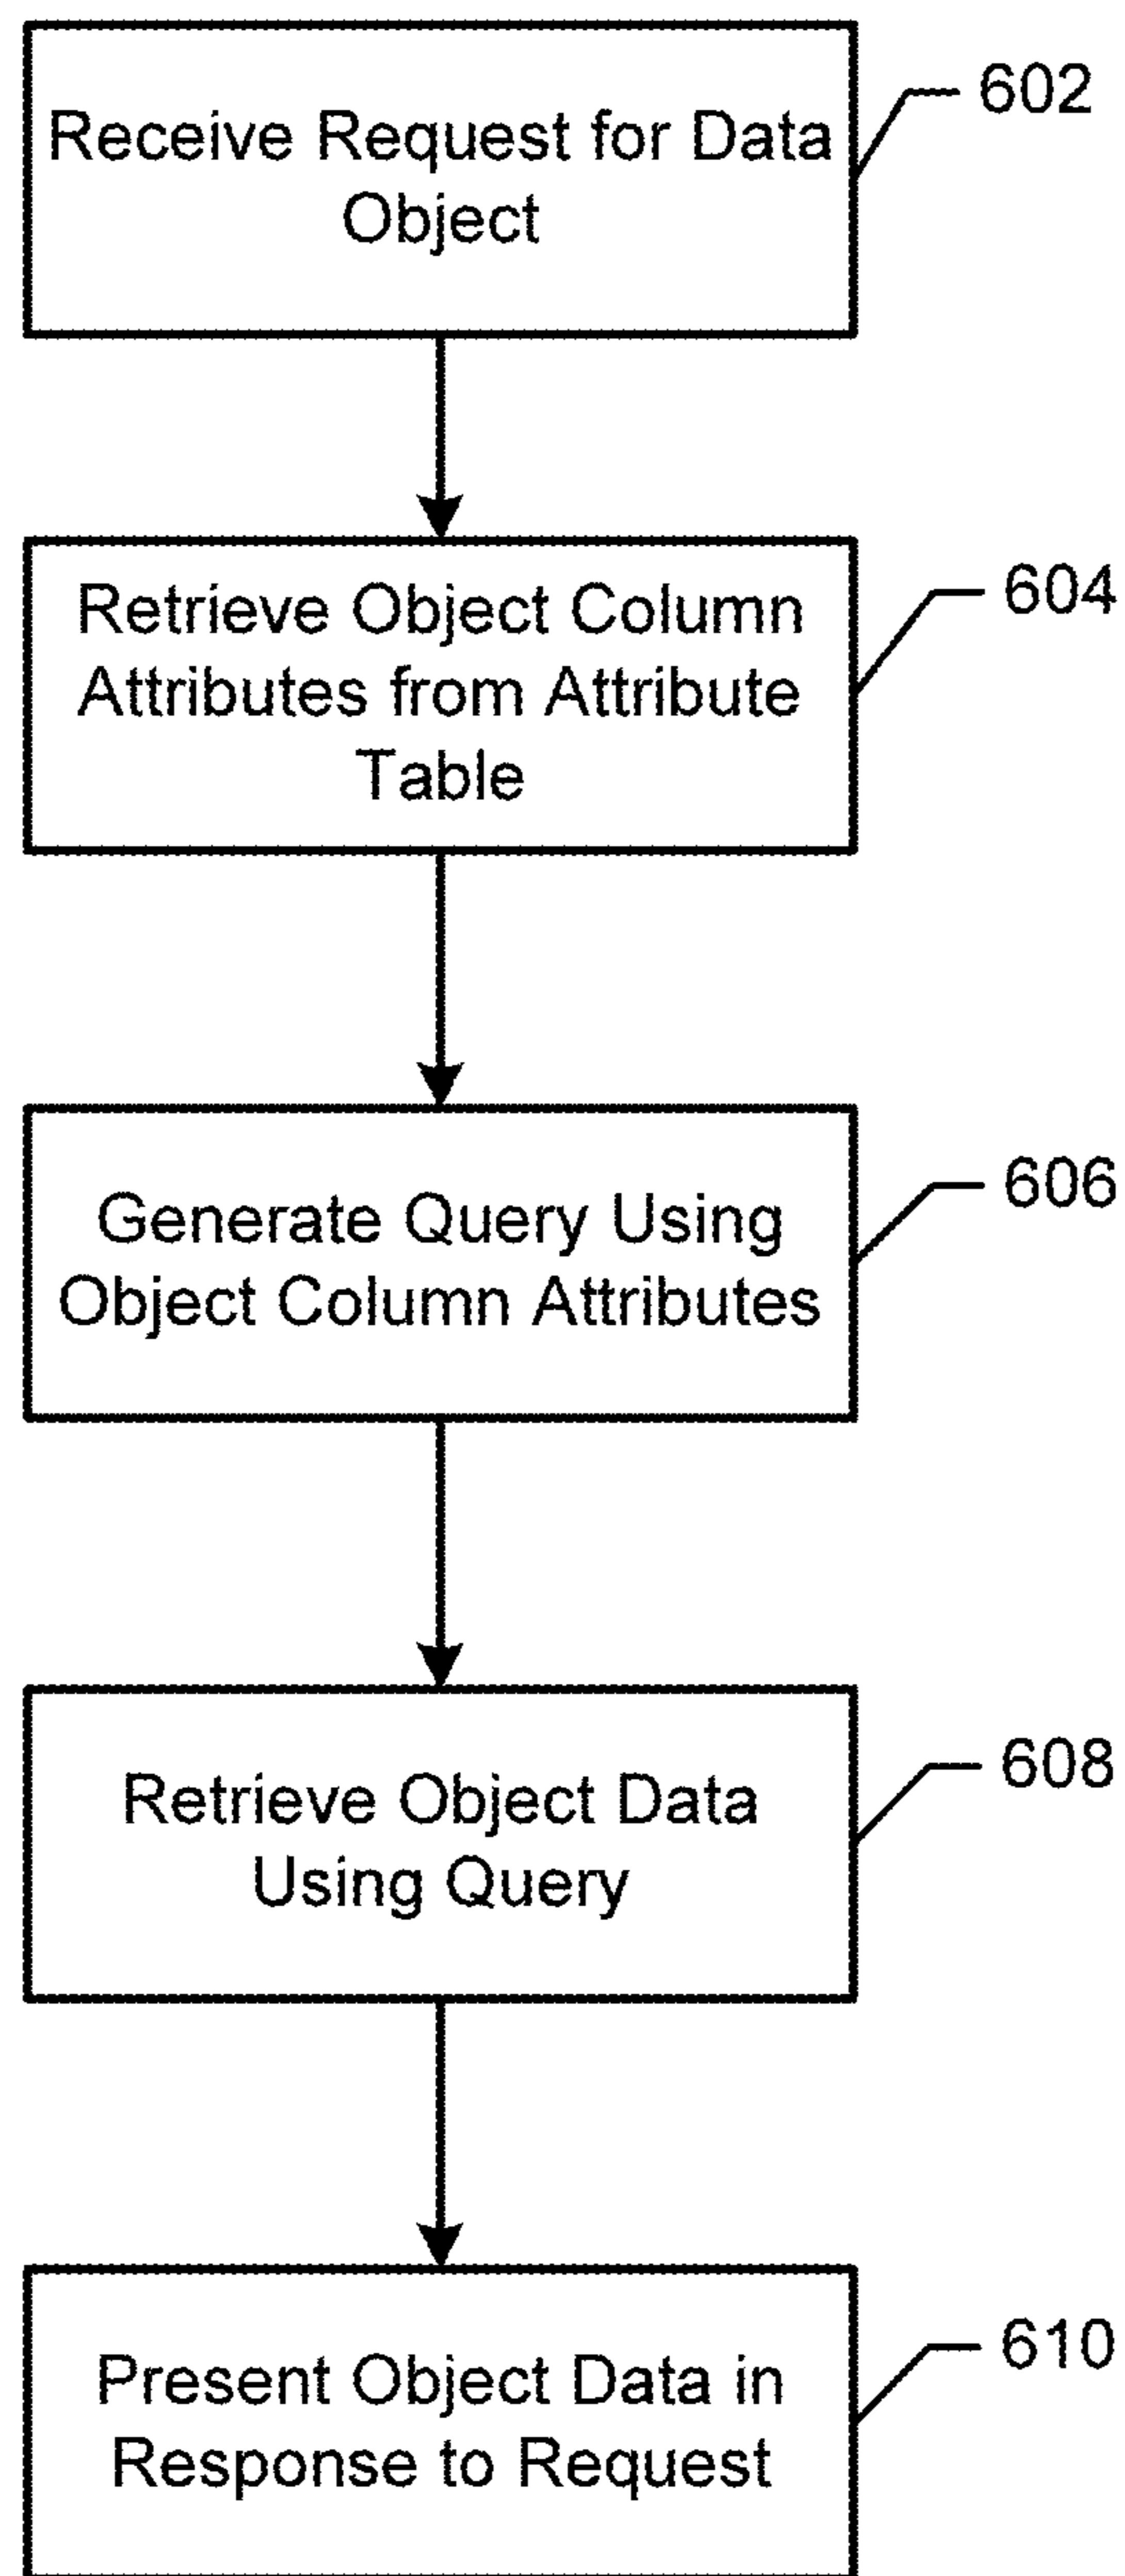 Receive Request for Data
Object
602
Retrieve Object Column
Attributes from Attribute
Table
604
Generate Query Using
Object Column Attributes
606
Retrieve Object Data
Using Query
608
Present Object Data in
Response to Request
610